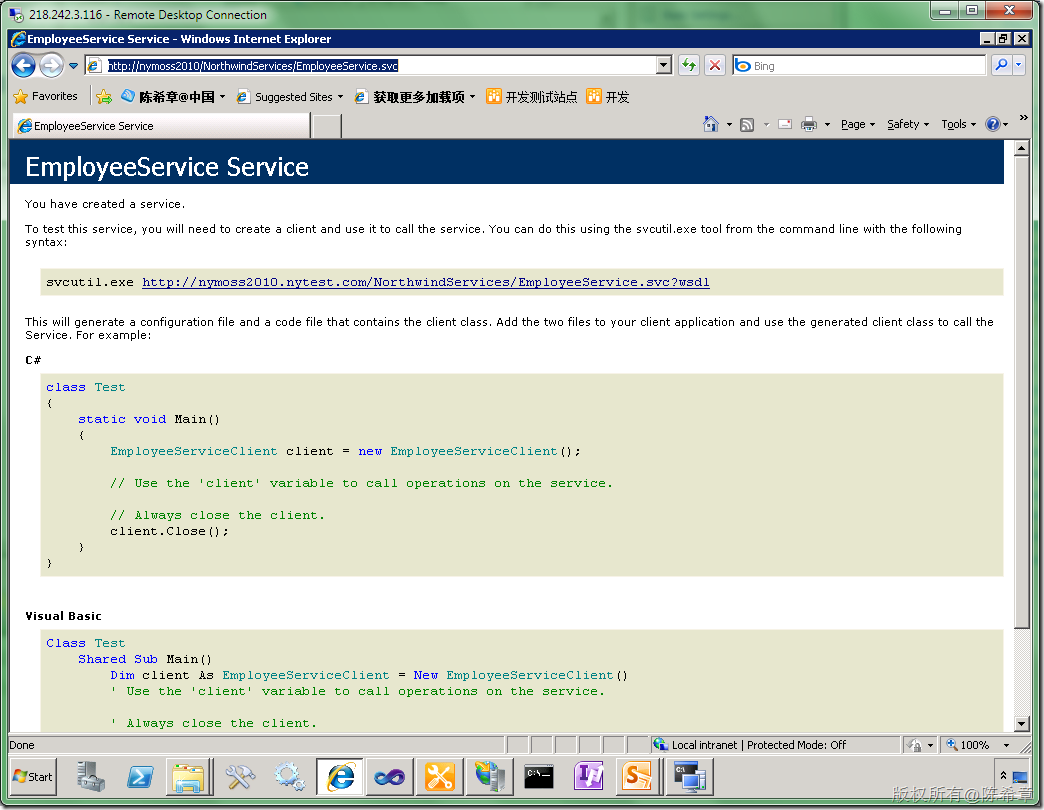 218.242.3.116 - Remote Desktop Connection
EmployeeService Service - Windows Internet Explorer
http://nymoss2010/NorthwindServices/EmployeeService.svc
Bing
Favorites
陈希章@中国
Suggested Sites
获取更多加载项
开发测试站点
开发
EmployeeService Service
Page
Safety
Tools
EmployeeService Service
You have created a service.
To test this service, you will need to create a client and use it to call the service. You can do this using the svcutil.exe tool from the command line with the following
syntax:
svcutil.exe http://nymoss2010.nytest.com/NorthwindServices/EmployeeService.svc?wsdl
This will generate a configuration file and a code file that contains the client class. Add the two files to your client application and use the generated client class to call the
Service. For example:
C#
class Test
{
static void Main()
{
EmployeeServiceClient client = new EmployeeServiceClient();
// Use the 'client' variable to call operations on the service.
// Always close the client.
client.Close();
}
}
Visual Basic
Class Test
Shared Sub Main()
Dim client As EmployeeServiceClient = New EmployeeServiceClient()
' Use the 'client' variable to call operations on the service.
' Always close the client.
Done
Local intranet | Protected Mode: Off
100%
Start
版权所有@陈希章